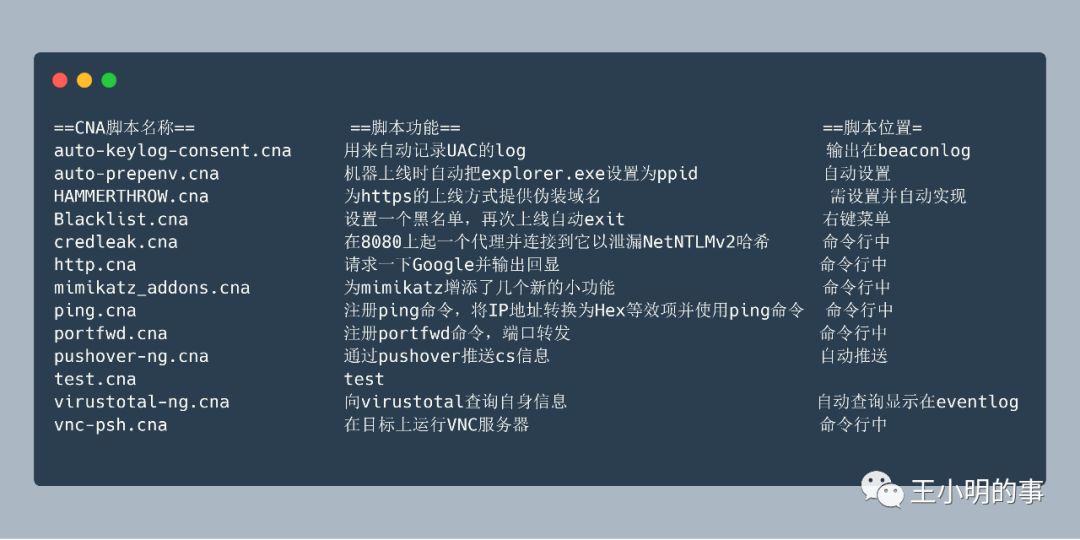 ==CNA脚本名称== ==脚本功能== ==脚本位置=
auto-keylog-consent.cna 用来自动记录UAC的log 输出在beaconlog
auto-prepenv.cna 机器上线时自动把explorer.exe设置为ppid 自动设置
HAMMERTHROW.cna 为https的上线方式提供伪装域名 需设置并自动实现
Blacklist.cna 设置一个黑名单，再次上线自动exit 右键菜单
credleak.cna 在8080上起一个代理并连接到它以泄漏NetNTLMv2哈希 命令行中
http.cna 请求一下Google并输出回显 命令行中
mimikatz_addons.cna 为mimikatz增添了几个新的小功能 命令行中
ping.cna 注册ping命令，将IP地址转换为Hex等效项并使用ping命令 命令行中
portfwd.cna 注册portfwd命令，端口转发 命令行中
pushover-ng.cna 通过pushover推送cs信息 自动推送
test.cna test
virustotal-ng.cna 向virustotal查询自身信息 自动查询显示在eventlog
vnc-psh.cna 在目标上运行VNC服务器 命令行中
王小明的事